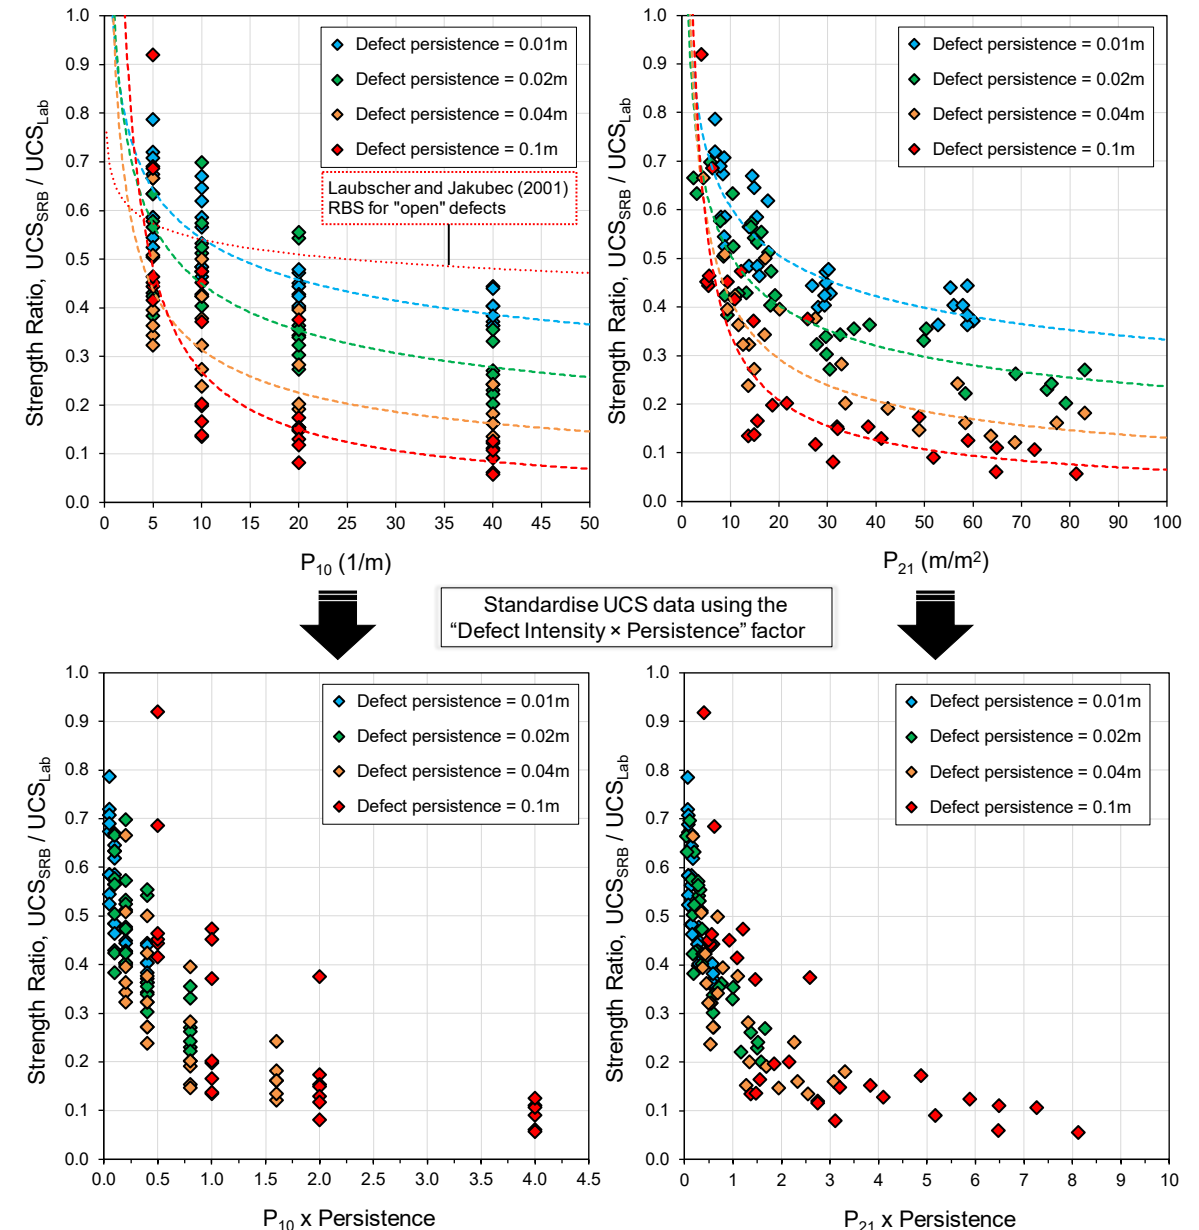 1.0
0.9
0.8
0.7
0.6
0.5
0.4
0.3
0.2
0.1
0.0
Strength Ratio, UCS_SRB / UCS_Lab
Defect persistence = 0.01m
Defect persistence = 0.02m
Defect persistence = 0.04m
Defect persistence = 0.1m
Laubscher and Jakubec (2001)
RBS for "open" defects
0 5 10 15 20 25 30 35 40 45 50
P10 (1/m)
1.0
0.9
0.8
0.7
0.6
0.5
0.4
0.3
0.2
0.1
0.0
Strength Ratio, UCS_SRB / UCS_Lab
Defect persistence = 0.01m
Defect persistence = 0.02m
Defect persistence = 0.04m
Defect persistence = 0.1m
0 10 20 30 40 50 60 70 80 90 100
P21 (m/m²)
Standardise UCS data using the
“Defect Intensity × Persistence” factor
1.0
0.9
0.8
0.7
0.6
0.5
0.4
0.3
0.2
0.1
0.0
Strength Ratio, UCS_SRB / UCS_Lab
Defect persistence = 0.01m
Defect persistence = 0.02m
Defect persistence = 0.04m
Defect persistence = 0.1m
0.0 0.5 1.0 1.5 2.0 2.5 3.0 3.5 4.0 4.5
P10 x Persistence
1.0
0.9
0.8
0.7
0.6
0.5
0.4
0.3
0.2
0.1
0.0
Strength Ratio, UCS_SRB / UCS_Lab
Defect persistence = 0.01m
Defect persistence = 0.02m
Defect persistence = 0.04m
Defect persistence = 0.1m
0 1 2 3 4 5 6 7 8 9 10
P21 x Persistence